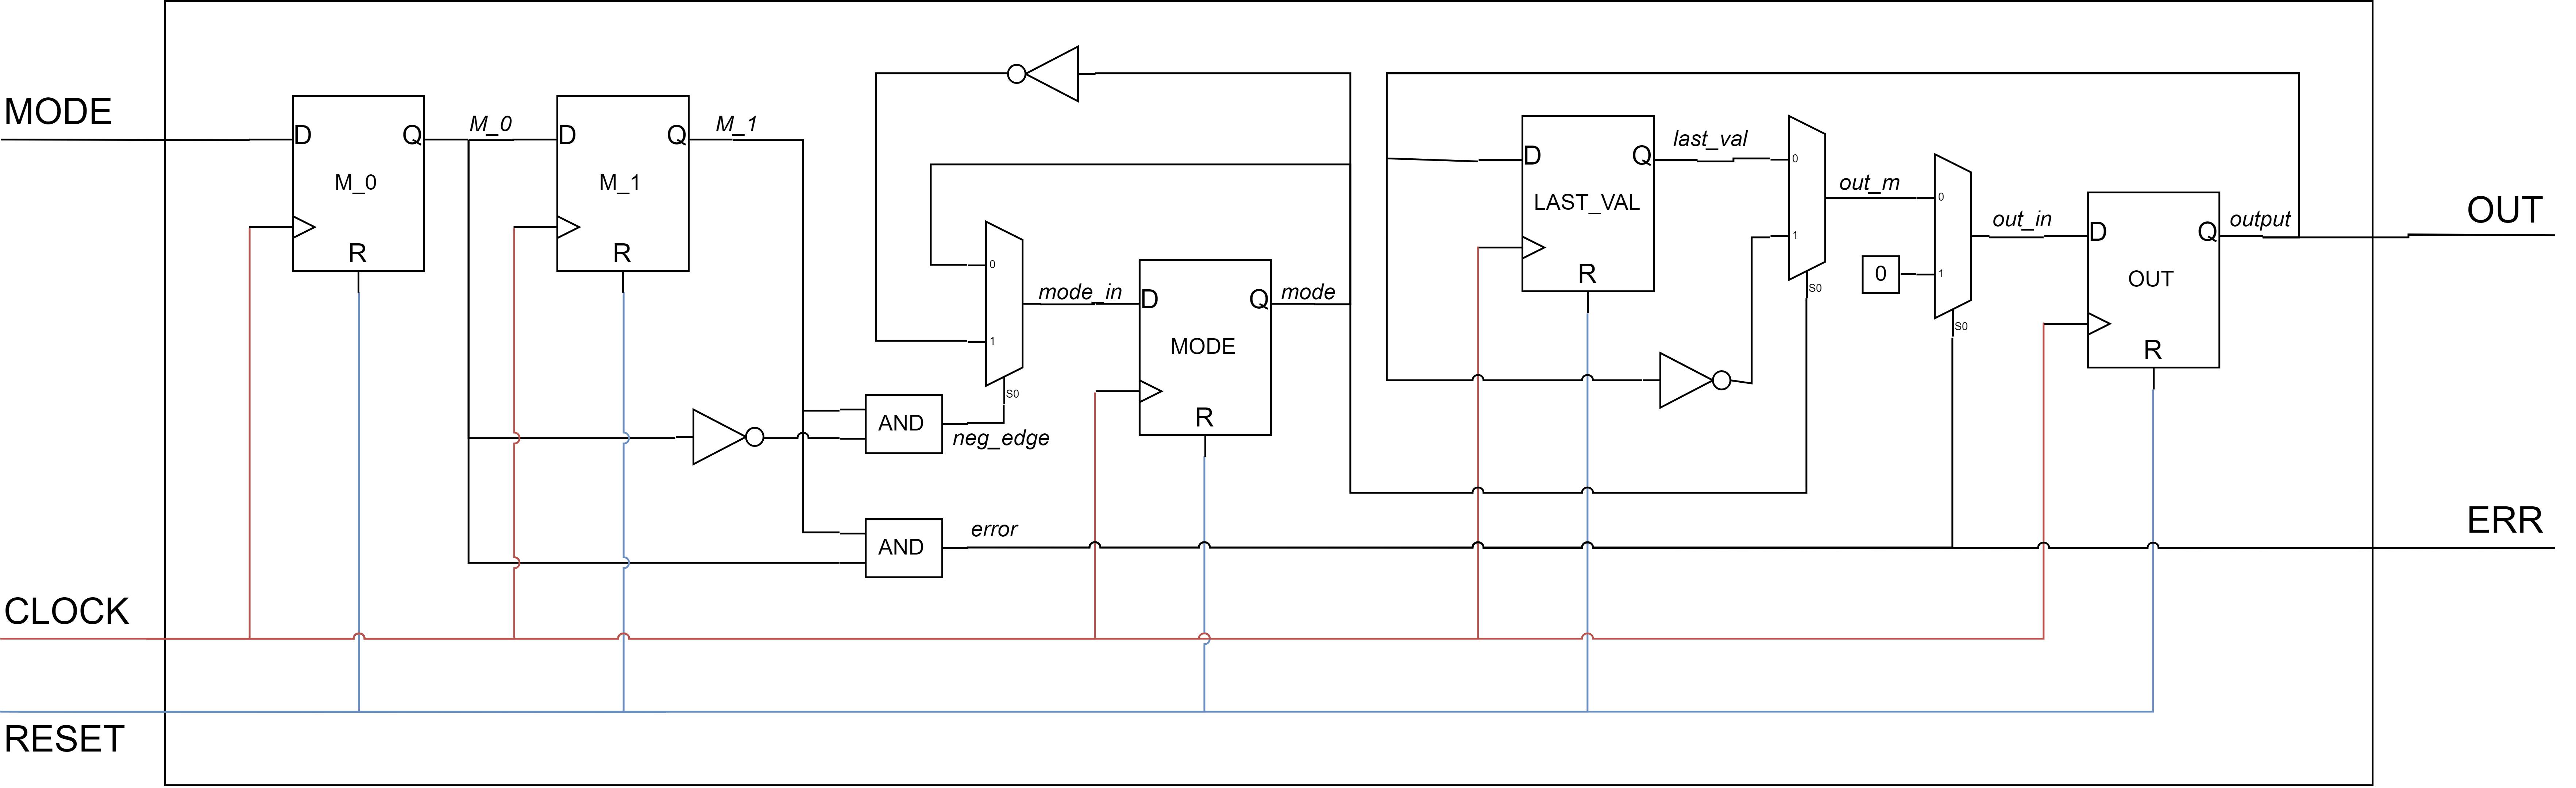 MODE
D
Q
M_0
R
M_0
D
Q
M_1
R
M_1
0
1
S0
mode_in
D
Q
MODE
R
mode
AND
neg_edge
AND
error
D
Q
LAST_VAL
R
last_val
0
1
S0
out_m
0
0
1
S0
out_in
D
Q
OUT
R
output
OUT
ERR
CLOCK
RESET